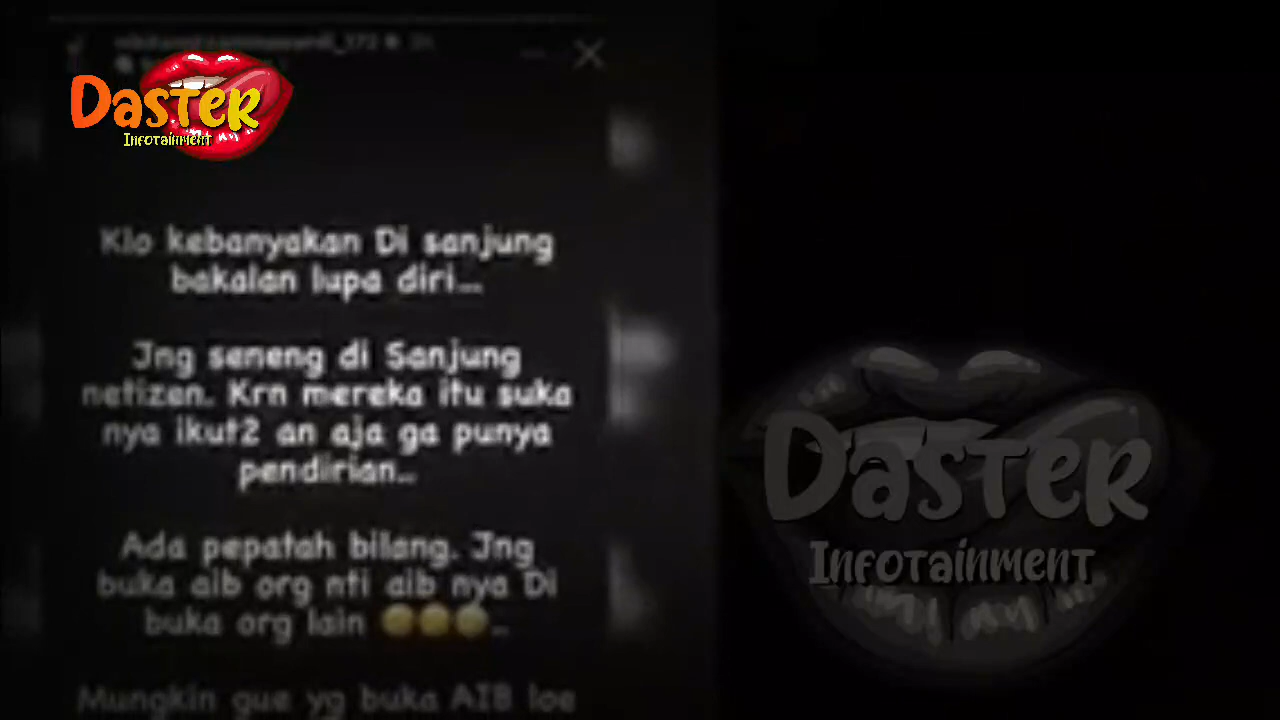 Daster
Infotainment
Klo kebanyakan Di sanjung
bakalan lupa diri...
Jng seneng di Sanjung
netizen. Krn mereka itu suka
nya ikut2 an aja ga punya
pendirian..
Ada pepatah bilang. Jng
buka aib org nti aib nya Di
buka org lain 😂😂😂..
Mungkin gue yg buka AIB loe
Daster
Infotainment